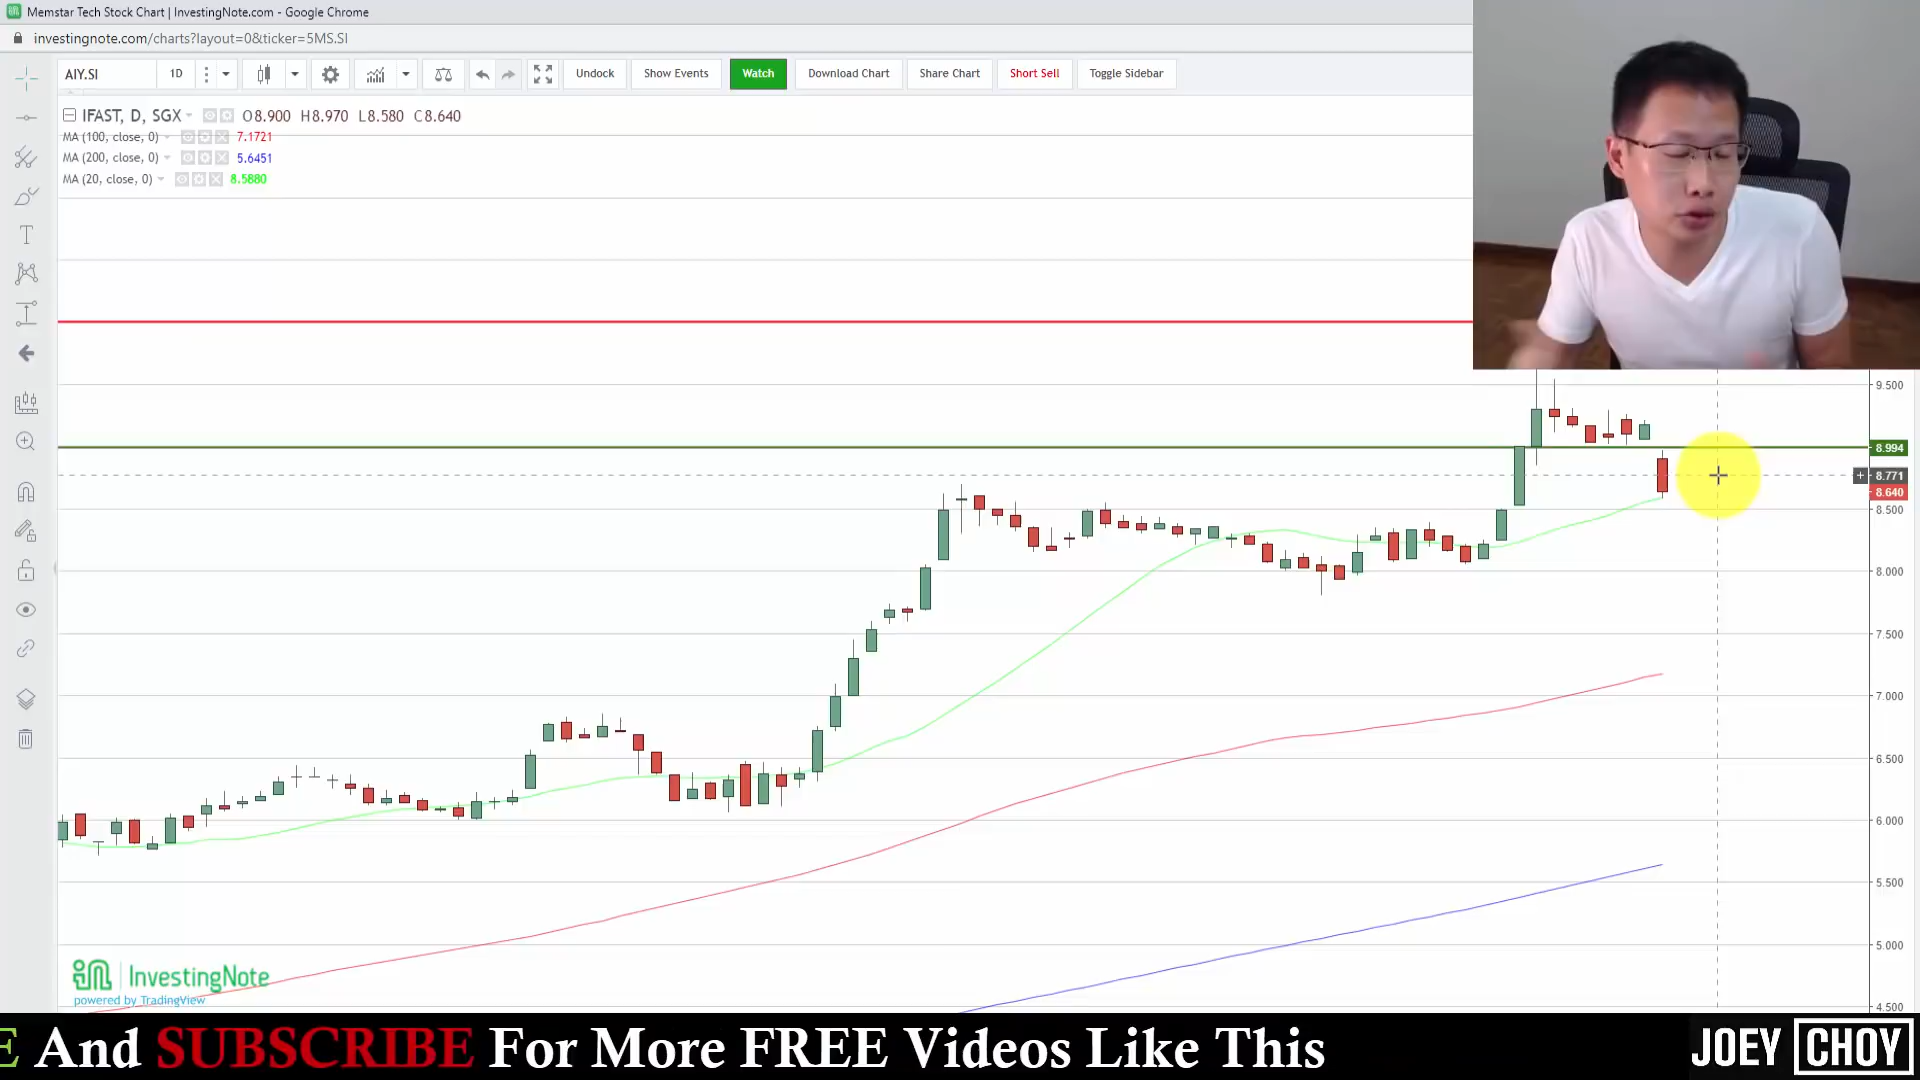 Memstar Tech Stock Chart | InvestingNote.com - Google Chrome
investingnote.com/charts?layout=0&ticker=5MS.SI
AIY.SI 1D Undock Show Events Watch Download Chart Share Chart Short Sell Toggle Sidebar
IFAST, D, SGX O8.900 H8.970 L8.580 C8.640
MA (100, close, 0) 7.1721
MA (200, close, 0) 5.6451
MA (20, close, 0) 8.5880
9.500
8.994
8.771
8.640
8.500
8.000
7.500
7.000
6.500
6.000
5.500
5.000
4.500
InvestingNote
powered by TradingView
E And SUBSCRIBE For More FREE Videos Like This
JOEY CHOY